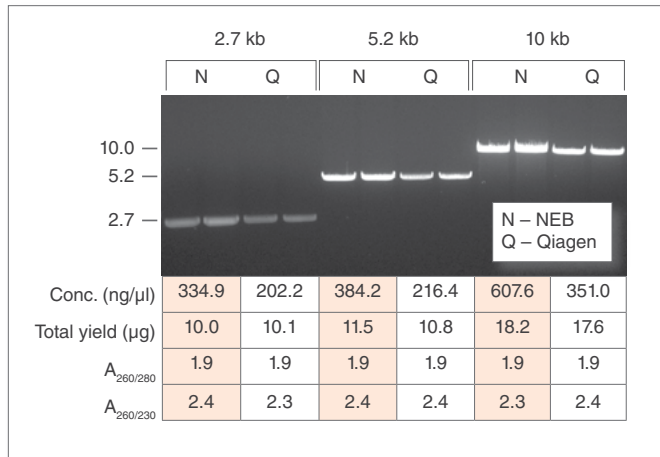 2.7 kb 5.2 kb 10 kb
N Q N Q N Q
10.0
5.2
2.7
N – NEB
Q – Qiagen
Conc. (ng/µl) 334.9 202.2 384.2 216.4 607.6 351.0
Total yield (µg) 10.0 10.1 11.5 10.8 18.2 17.6
A260/280 1.9 1.9 1.9 1.9 1.9 1.9
A260/230 2.4 2.3 2.4 2.4 2.3 2.4